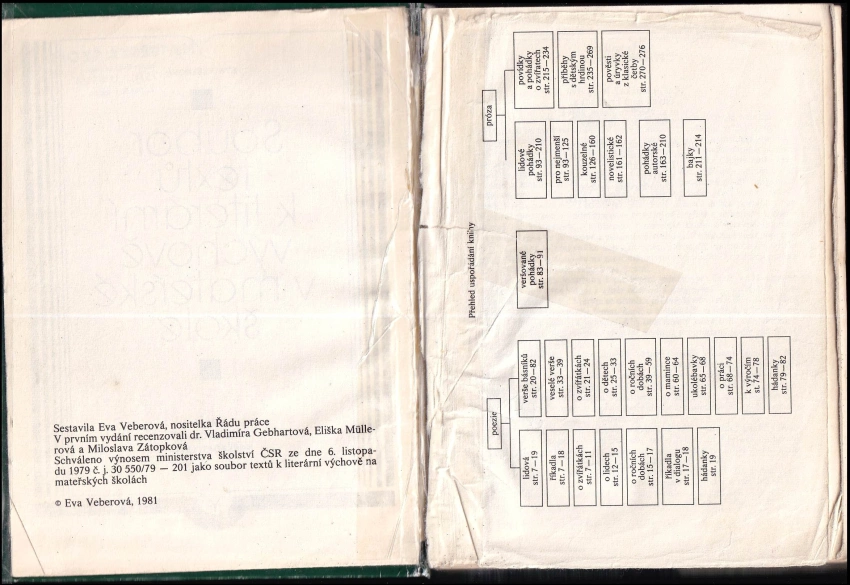 Sestavila Eva Veberová, nositelka Řádu práce
V prvním vydání recenzovali dr. Vladimíra Gebhartová, Eliška Mülle-
rová a Miloslava Zátopková
Schváleno výnosem ministerstva školství ČSR ze dne 6. listopa-
du 1979 č. j. 30 550/79 — 201 jako soubor textů k literární výchově na
mateřských školách
© Eva Veberová, 1981
Přehled uspořádání knihy
poezie
lidová
str. 7—19
říkadla
str. 7—18
o zvířátkách
str. 7—11
o lidech
str. 12—15
o ročních
dobách
str. 15—17
říkadla
v dialogu
str. 17—18
hádanky
str. 19
verše básníků
str. 20—82
veselé verše
str. 33—39
o zvířátkách
str. 21—24
o dětech
str. 25—33
o ročních
dobách
str. 39—59
o mamince
str. 60—64
ukolébavky
str. 65—68
o práci
str. 68—74
k výročím
st. 74—78
hádanky
str. 79—82
veršované
pohádky
str. 83—91
próza
lidové
pohádky
str. 93—210
pro nejmenší
str. 93—125
kouzelné
str. 126—160
novelistické
str. 161—162
pohádky
autorské
str. 163—210
bajky
str. 211—214
povídky
a pohádky
o zvířatech
str. 215—234
příběhy
s dětským
hrdinou
str. 235—269
pověsti
a úryvky
z klasické
četby
str. 270—276